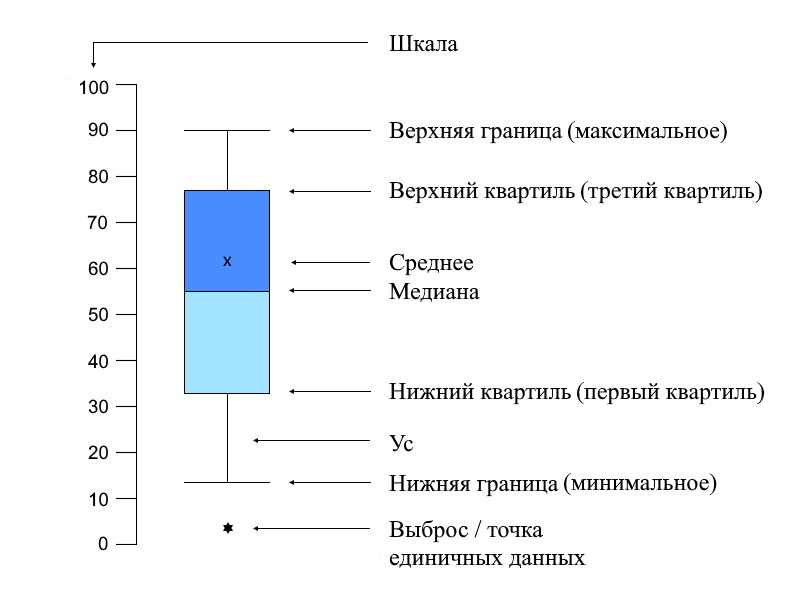 Шкала
100
90
Верхняя граница (максимальное)
80
Верхний квартиль (третий квартиль)
70
x
60
Среднее
Медиана
50
40
Нижний квартиль (первый квартиль)
30
Ус
20
Нижняя граница (минимальное)
10
Выброс / точка
0
единичных данных